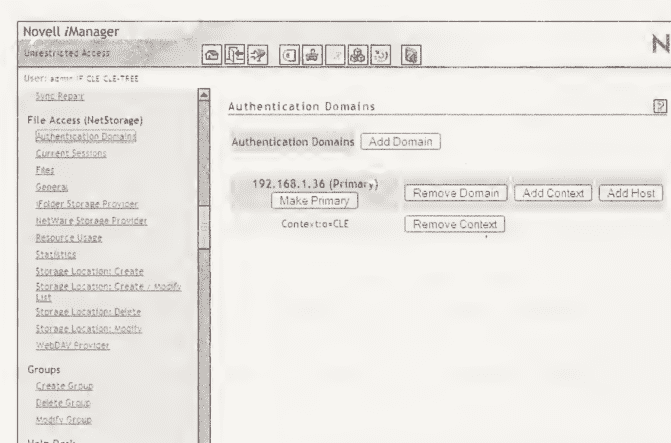 Novell iManager
N
Unrestricted Access
User: admin.IF.CLE.CLE-TREE
Sync Repair
File Access (NetStorage)
Authentication Domains
Current Sessions
Files
General
iFolder Storage Provider
NetWare Storage Provider
Resource Usage
Statistics
Storage Location: Create
Storage Location: Create / Modify
List
Storage Location: Delete
Storage Location: Modify
WebDAV Provider
Groups
Create Group
Delete Group
Modify Group
Help Desk
Authentication Domains
?
Authentication Domains Add Domain
192.168.1.36 (Primary)
Make Primary
Remove Domain Add Context Add Host
Context:o=CLE Remove Context